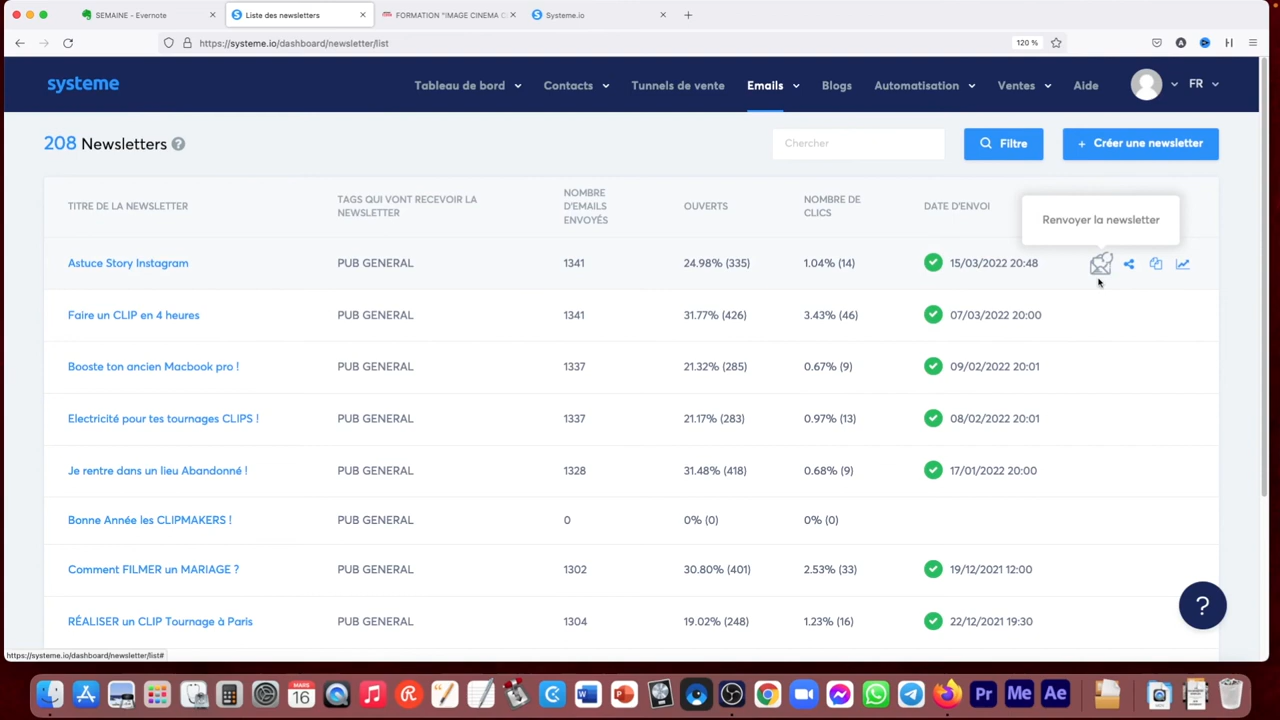 SEMAINE - Evernote
Liste des newsletters
FORMATION "IMAGE CINEMA C
Systeme.io
https://systeme.io/dashboard/newsletter/list
120 %
systeme
Tableau de bord
Contacts
Tunnels de vente
Emails
Blogs
Automatisation
Ventes
Aide
FR
208 Newsletters ?
Chercher
Filtre
+ Créer une newsletter
TITRE DE LA NEWSLETTER
TAGS QUI VONT RECEVOIR LA
NEWSLETTER
NOMBRE
D'EMAILS
ENVOYÉS
OUVERTS
NOMBRE DE
CLICS
DATE D'ENVOI
Renvoyer la newsletter
Astuce Story Instagram PUB GENERAL 1341 24.98% (335) 1.04% (14) 15/03/2022 20:48
Faire un CLIP en 4 heures PUB GENERAL 1341 31.77% (426) 3.43% (46) 07/03/2022 20:00
Booste ton ancien Macbook pro ! PUB GENERAL 1337 21.32% (285) 0.67% (9) 09/02/2022 20:01
Electricité pour tes tournages CLIPS ! PUB GENERAL 1337 21.17% (283) 0.97% (13) 08/02/2022 20:01
Je rentre dans un lieu Abandonné ! PUB GENERAL 1328 31.48% (418) 0.68% (9) 17/01/2022 20:00
Bonne Année les CLIPMAKERS ! PUB GENERAL 0 0% (0) 0% (0)
Comment FILMER un MARIAGE ? PUB GENERAL 1302 30.80% (401) 2.53% (33) 19/12/2021 12:00
RÉALISER un CLIP Tournage à Paris PUB GENERAL 1304 19.02% (248) 1.23% (16) 22/12/2021 19:30
?
https://systeme.io/dashboard/newsletter/list#
MARS
16
Pr
Me
Ae